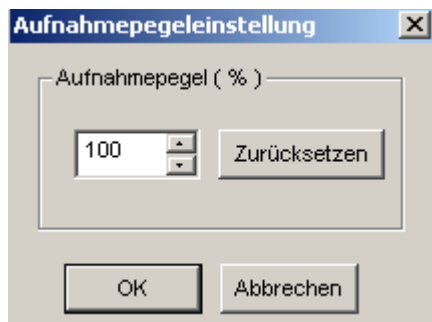 Aufnahmepegeleinstellung
Aufnahmepegel ( % )
100 Zurücksetzen
OK Abbrechen